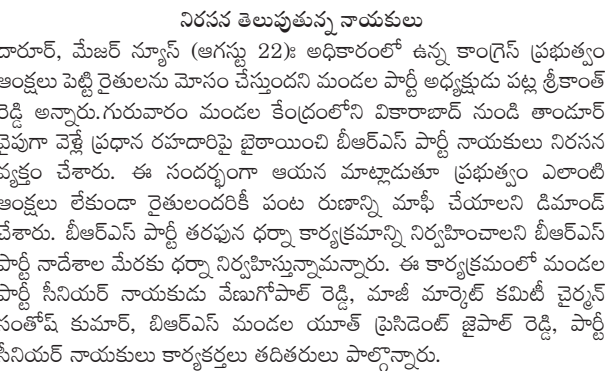 నిరసన తెలుపుతున్న నాయకులు
దారూర్, మేజర్ న్యూస్ (ఆగస్టు 22): అధికారంలో ఉన్న కాంగ్రెస్ ప్రభుత్వం
ఆంక్షలు పెట్టి రైతులను మోసం చేస్తుందని మండల పార్టీ అధ్యక్షుడు పట్ల శ్రీకాంత్
రెడ్డి అన్నారు.గురువారం మండల కేంద్రంలోని వికారాబాద్ నుండి తాండూర్
వైపుగా వెళ్లే ప్రధాన రహదారిపై బైఠాయించి బీఆర్ఎస్ పార్టీ నాయకులు నిరసన
వ్యక్తం చేశారు. ఈ సందర్భంగా ఆయన మాట్లాడుతూ ప్రభుత్వం ఎలాంటి
ఆంక్షలు లేకుండా రైతులందరికీ పంట రుణాన్ని మాఫీ చేయాలని డిమాండ్
చేశారు. బీఆర్ఎస్ పార్టీ తరఫున ధర్నా కార్యక్రమాన్ని నిర్వహించాలని బీఆర్ఎస్
పార్టీ నాదేశాల మేరకు ధర్నా నిర్వహిస్తున్నామన్నారు. ఈ కార్యక్రమంలో మండల
పార్టీ సీనియర్ నాయకుడు వేణుగోపాల్ రెడ్డి, మాజీ మార్కెట్ కమిటీ చైర్మన్
సంతోష్ కుమార్, బిఆర్ఎస్ మండల యూత్ ప్రెసిడెంట్ జైపాల్ రెడ్డి, పార్టీ
సీనియర్ నాయకులు కార్యకర్తలు తదితరులు పాల్గొన్నారు.